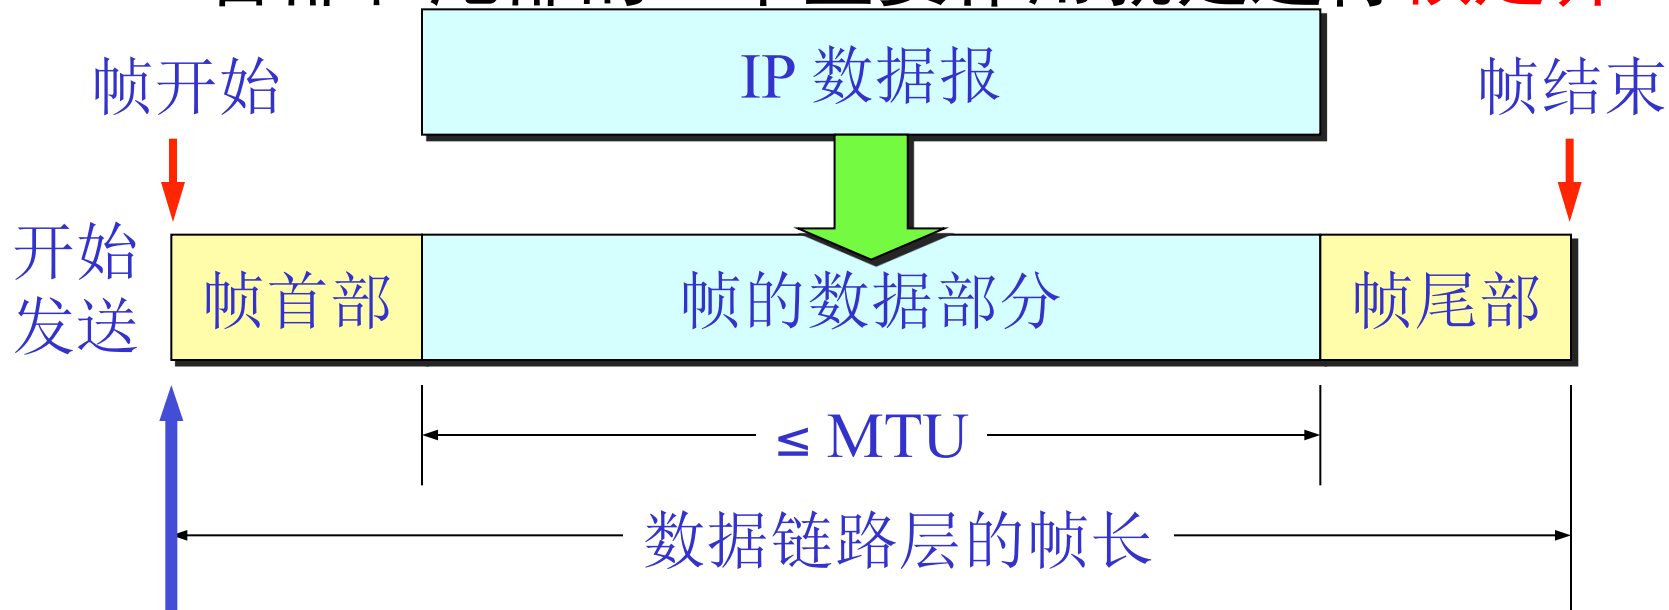 IP 数据报
帧开始
帧结束
开始
发送
帧首部
帧的数据部分
帧尾部
≤ MTU
数据链路层的帧长